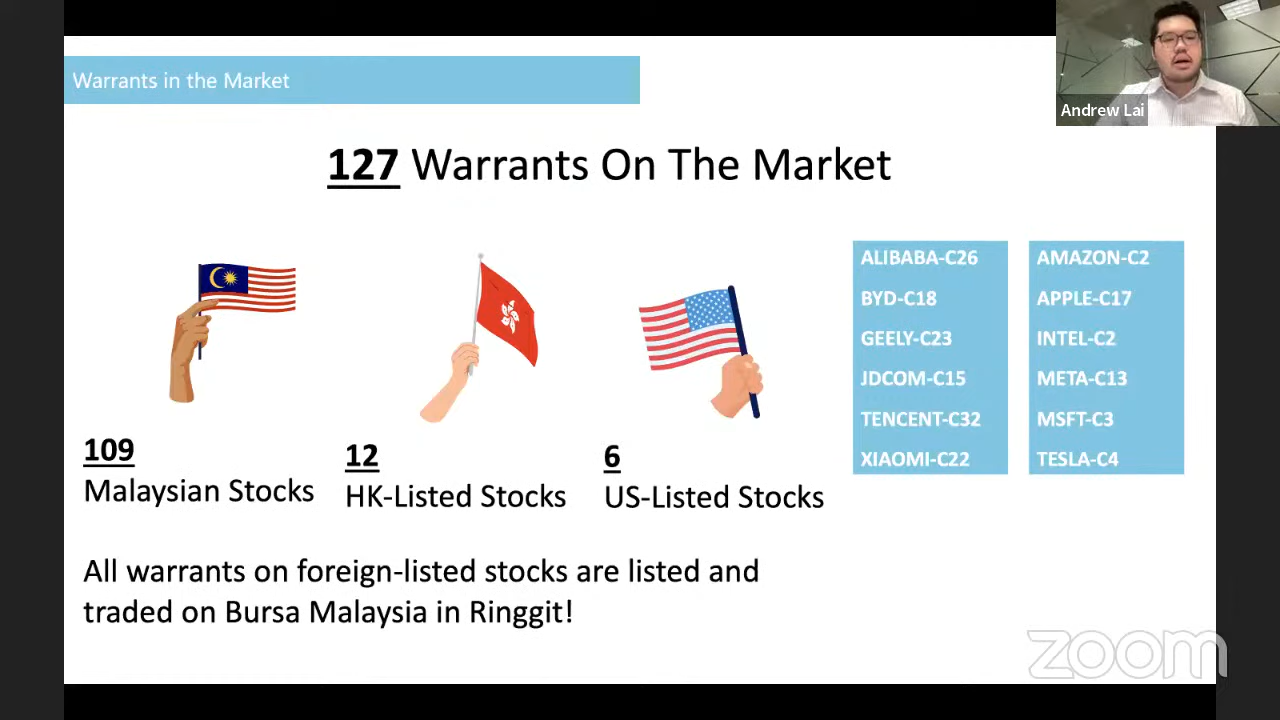 Warrants in the Market
Andrew Lai
127 Warrants On The Market
109
Malaysian Stocks
12
HK-Listed Stocks
6
US-Listed Stocks
ALIBABA-C26
BYD-C18
GEELY-C23
JDCOM-C15
TENCENT-C32
XIAOMI-C22
AMAZON-C2
APPLE-C17
INTEL-C2
META-C13
MSFT-C3
TESLA-C4
All warrants on foreign-listed stocks are listed and
traded on Bursa Malaysia in Ringgit!
zoom